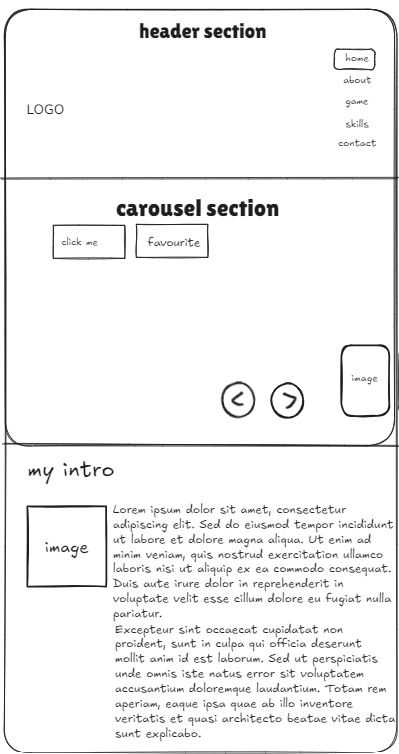 header section
home
about
LOGO
game
skills
contact
carousel section
click me
favourite
image
< >
my intro
image
Lorem ipsum dolor sit amet, consectetur
adipiscing elit. Sed do eiusmod tempor incididunt
ut labore et dolore magna aliqua. Ut enim ad
minim veniam, quis nostrud exercitation ullamco
laboris nisi ut aliquip ex ea commodo consequat.
Duis aute irure dolor in reprehenderit in
voluptate velit esse cillum dolore eu fugiat nulla
pariatur.
Excepteur sint occaecat cupidatat non
proident, sunt in culpa qui officia deserunt
mollit anim id est laborum. Sed ut perspiciatis
unde omnis iste natus error sit voluptatem
accusantium doloremque laudantium. Totam rem
aperiam, eaque ipsa quae ab illo inventore
veritatis et quasi architecto beatae vitae dicta
sunt explicabo.